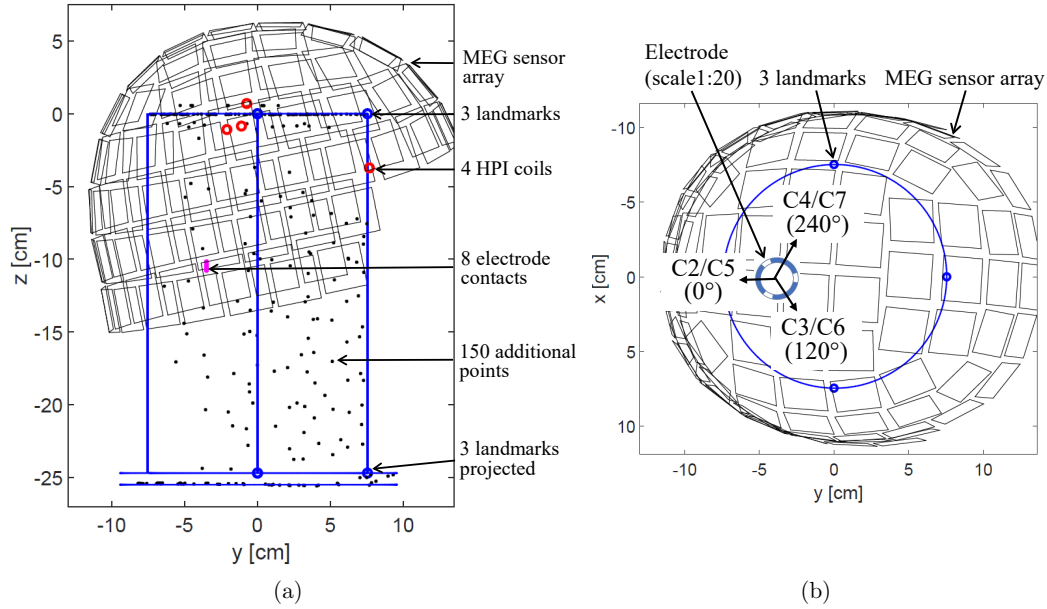 5
0
-5
-10
-15
-20
-25
z [cm]
-10
-5
0
5
10
y [cm]
MEG sensor
array
3 landmarks
4 HPI coils
8 electrode
contacts
150 additional
points
3 landmarks
projected
(a)
Electrode
(scale1:20)
3 landmarks
MEG sensor array
-10
-5
0
5
10
x [cm]
C4/C7
(240°)
C2/C5
(0°)
C3/C6
(120°)
-10
-5
0
5
10
y [cm]
(b)